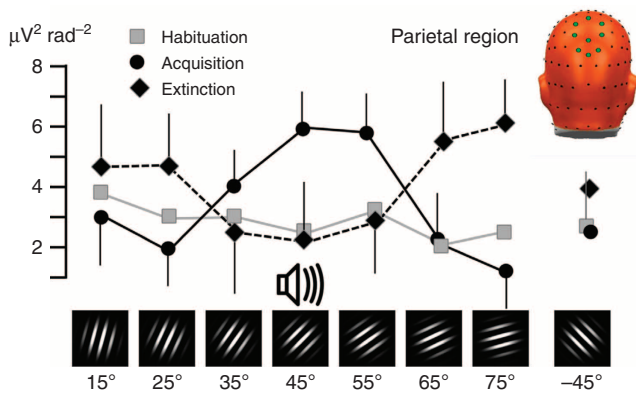 μV² rad⁻²
Habituation
Acquisition
Extinction
Parietal region
8
6
4
2
15° 25° 35° 45° 55° 65° 75° –45°